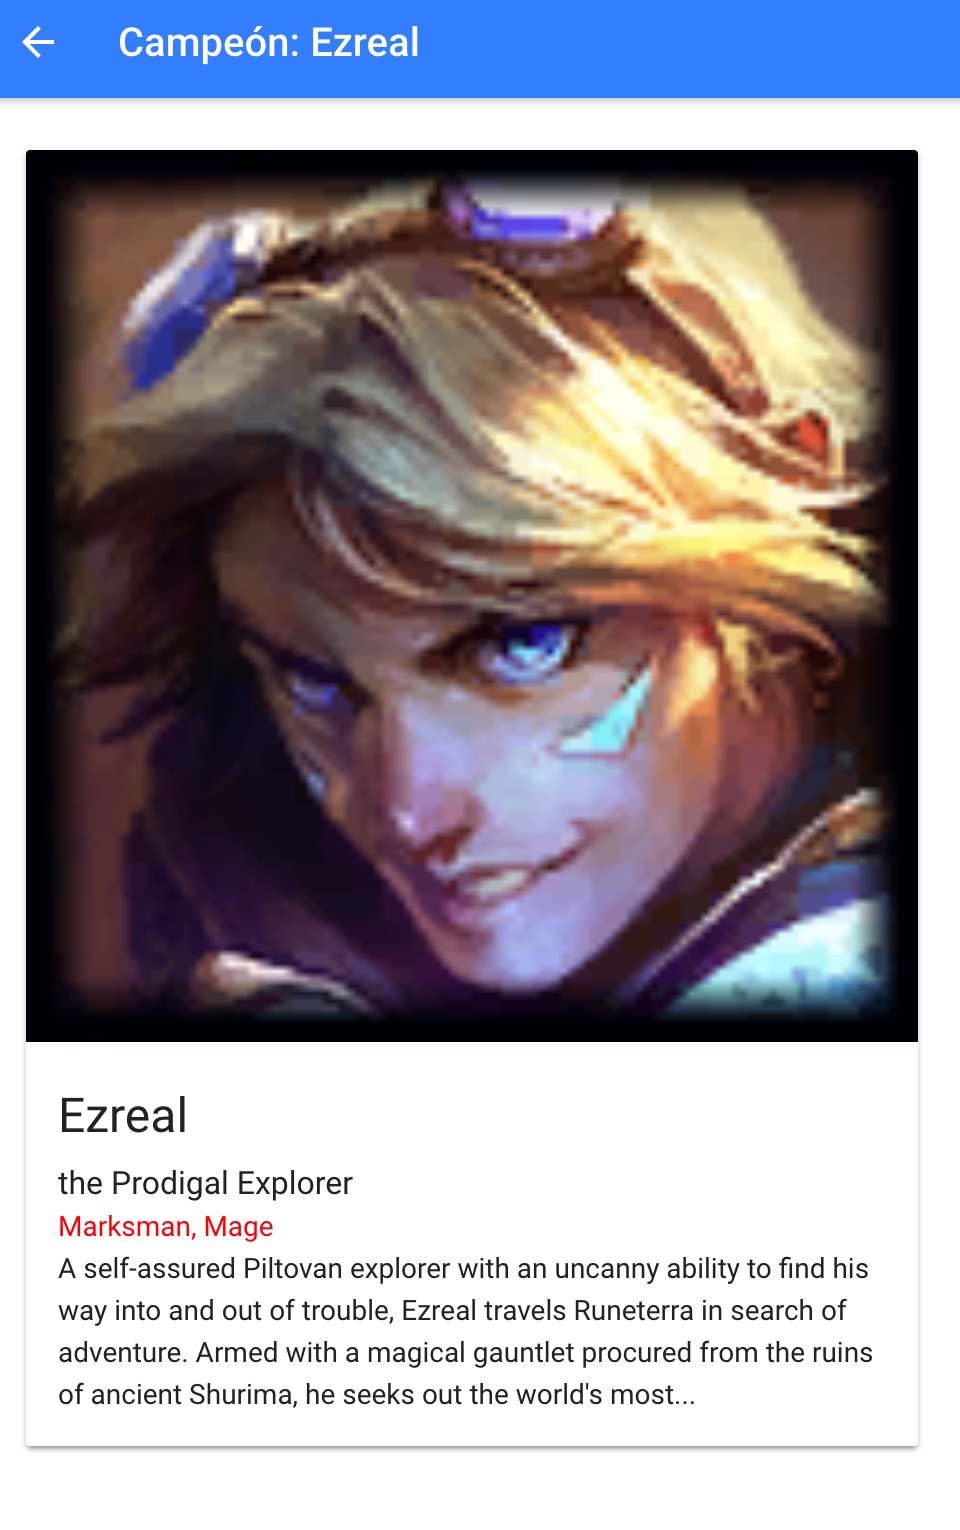 Campeón: Ezreal
Ezreal
the Prodigal Explorer
Marksman, Mage
A self-assured Piltovan explorer with an uncanny ability to find his
way into and out of trouble, Ezreal travels Runeterra in search of
adventure. Armed with a magical gauntlet procured from the ruins
of ancient Shurima, he seeks out the world's most...